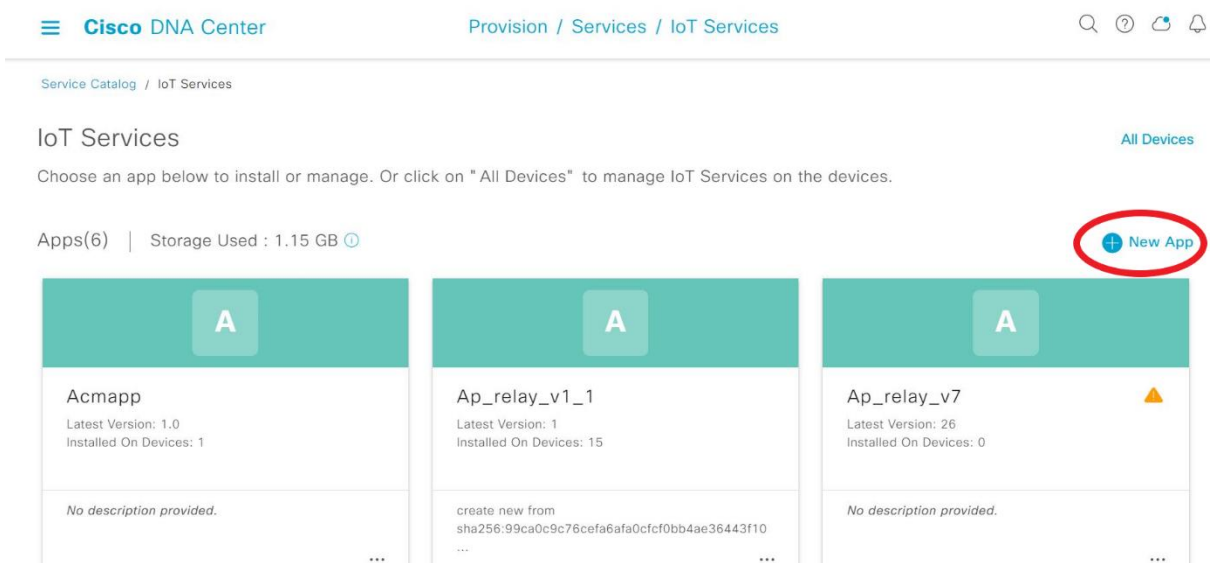 Cisco DNA Center
Provision / Services / IoT Services
Service Catalog / IoT Services
IoT Services
All Devices
Choose an app below to install or manage. Or click on "All Devices" to manage IoT Services on the devices.
Apps(6) | Storage Used : 1.15 GB
New App
A
A
A
Acmapp
Latest Version: 1.0
Installed On Devices: 1
No description provided.
...
Ap_relay_v1_1
Latest Version: 1
Installed On Devices: 15
create new from
sha256:99ca0c9c76cefa6afa0cfcf0bb4ae36443f10
...
...
Ap_relay_v7
Latest Version: 26
Installed On Devices: 0
No description provided.
...